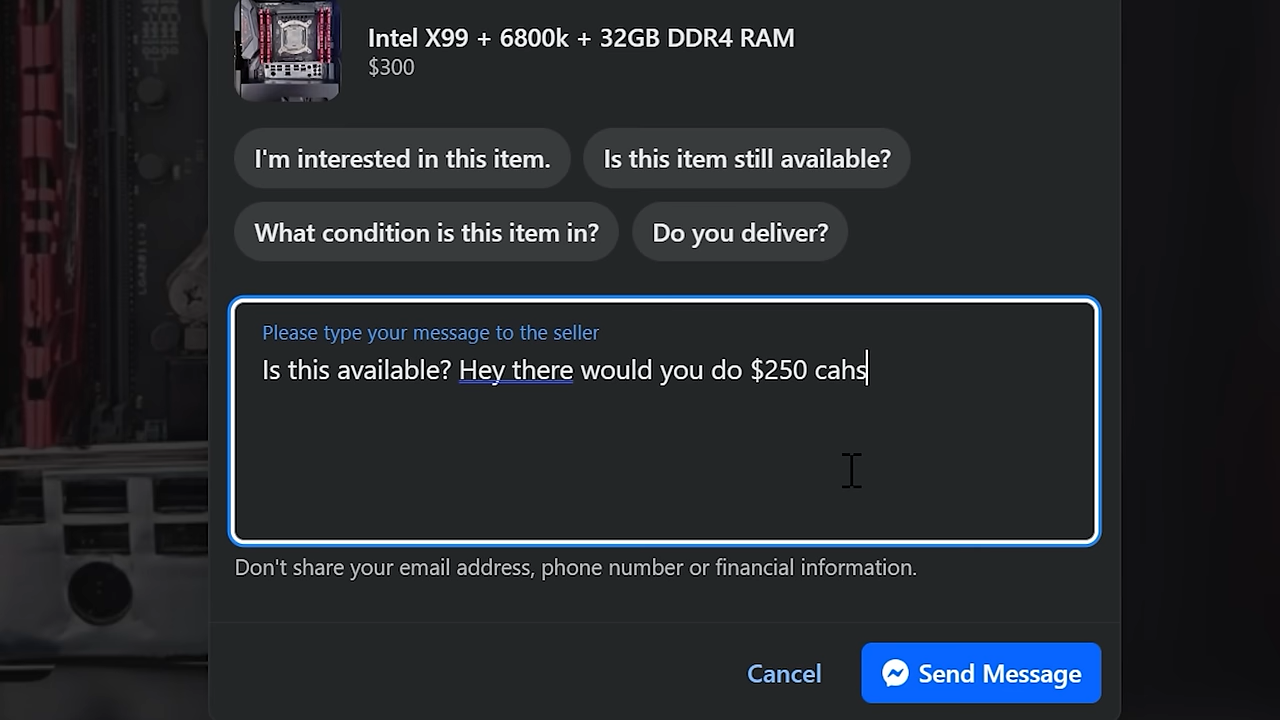 Intel X99 + 6800k + 32GB DDR4 RAM
$300
I'm interested in this item.
Is this item still available?
What condition is this item in?
Do you deliver?
Please type your message to the seller
Is this available? Hey there would you do $250 cahs
Don't share your email address, phone number or financial information.
Cancel
Send Message
LGA2011-3